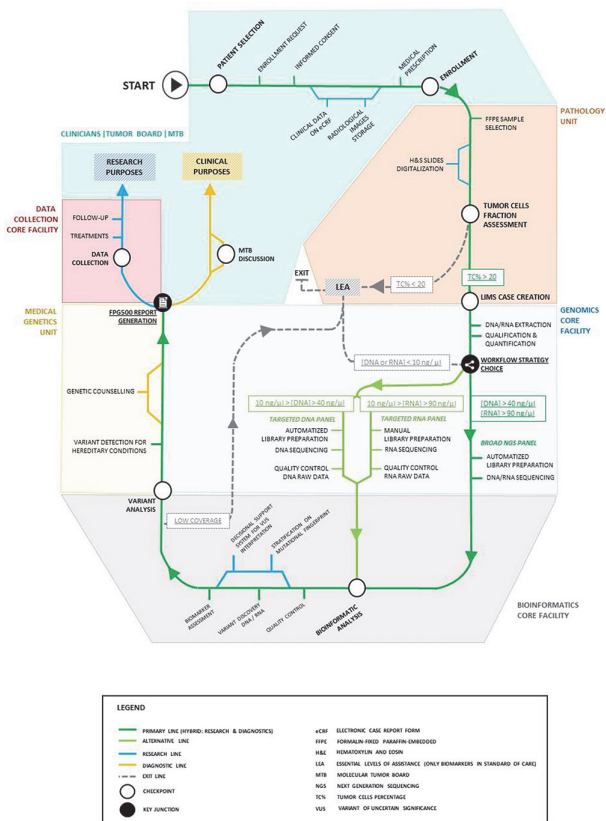 START
PATIENT SELECTION
ENROLLMENT REQUEST
INFORMED CONSENT
CLINICAL DATA
ON eCRF
RADIOLOGICAL
IMAGES
STORAGE
MEDICAL
PRESCRIPTION
ENROLLMENT
CLINICIANS |TUMOR BOARD|MTB
PATHOLOGY
UNIT
FFPE SAMPLE
SELECTION
H&S SLIDES
DIGITALIZATION
TUMOR CELLS
FRACTION
ASSESSMENT
RESEARCH
PURPOSES
CLINICAL
PURPOSES
DATA
COLLECTION
CORE FACILITY
FOLLOW-UP
TREATMENTS
DATA
COLLECTION
MTB
DISCUSSION
EXIT
LEA
TC% < 20
TC% > 20
LIMS CASE CREATION
MEDICAL
GENETICS
UNIT
FPG500 REPORT
GENERATION
GENOMICS
CORE
FACILITY
DNA/RNA EXTRACTION
QUALIFICATION &
QUANTIFICATION
[DNA or RNA] < 10 ng/ µl
WORKFLOW STRATEGY
CHOICE
GENETIC COUNSELLING
10 ng/µl > [DNA] > 40 ng/µl
10 ng/µl > [RNA] > 90 ng/µl
[DNA] > 40 ng/µl
[RNA] > 90 ng/µl
TARGETED DNA PANEL
AUTOMATIZED
LIBRARY PREPARATION
DNA SEQUENCING
QUALITY CONTROL
DNA RAW DATA
TARGETED RNA PANEL
MANUAL
LIBRARY PREPARATION
RNA SEQUENCING
QUALITY CONTROL
RNA RAW DATA
BROAD NGS PANEL
AUTOMATIZED
LIBRARY PREPARATION
DNA/RNA SEQUENCING
VARIANT DETECTION FOR
HEREDITARY CONDITIONS
VARIANT
ANALYSIS
LOW COVERAGE
DECISIONAL SUPPORT
SYSTEM FOR VUS
INTERPRETATION
STRATIFICATION ON
MUTATIONAL FINGERPRINT
BIOMARKER
ASSESSMENT
VARIANT DISCOVERY
DNA / RNA
QUALITY CONTROL
BIOINFORMATIC
ANALYSIS
BIOINFORMATICS
CORE FACILITY
LEGEND
PRIMARY LINE (HYBRID: RESEARCH & DIAGNOSTICS)
ALTERNATIVE LINE
RESEARCH LINE
DIAGNOSTIC LINE
EXIT LINE
CHECKPOINT
KEY JUNCTION
eCRF ELECTRONIC CASE REPORT FORM
FFPE FORMALIN-FIXED PARAFFIN-EMBEDDED
H&E HEMATOXYLIN AND EOSIN
LEA ESSENTIAL LEVELS OF ASSISTANCE (ONLY BIOMARKERS IN STANDARD OF CARE)
MTB MOLECULAR TUMOR BOARD
NGS NEXT GENERATION SEQUENCING
TC% TUMOR CELLS PERCENTAGE
VUS VARIANT OF UNCERTAIN SIGNIFICANCE